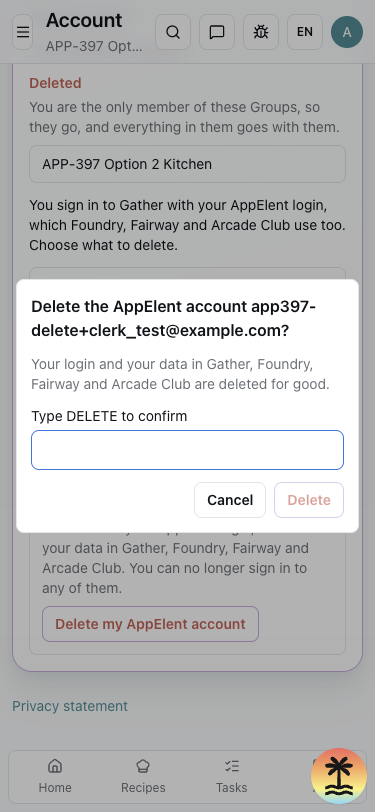 Account
APP-397 Opt...
EN
A
Deleted
You are the only member of these Groups, so
they go, and everything in them goes with them.
APP-397 Option 2 Kitchen
You sign in to Gather with your AppElent login,
which Foundry, Fairway and Arcade Club use too.
Choose what to delete.
Delete the AppElent account app397-
delete+clerk_test@example.com?
Your login and your data in Gather, Foundry,
Fairway and Arcade Club are deleted for good.
Type DELETE to confirm
Cancel
Delete
your data in Gather, Foundry, Fairway and
Arcade Club. You can no longer sign in to
any of them.
Delete my AppElent account
Privacy statement
Home
Recipes
Tasks